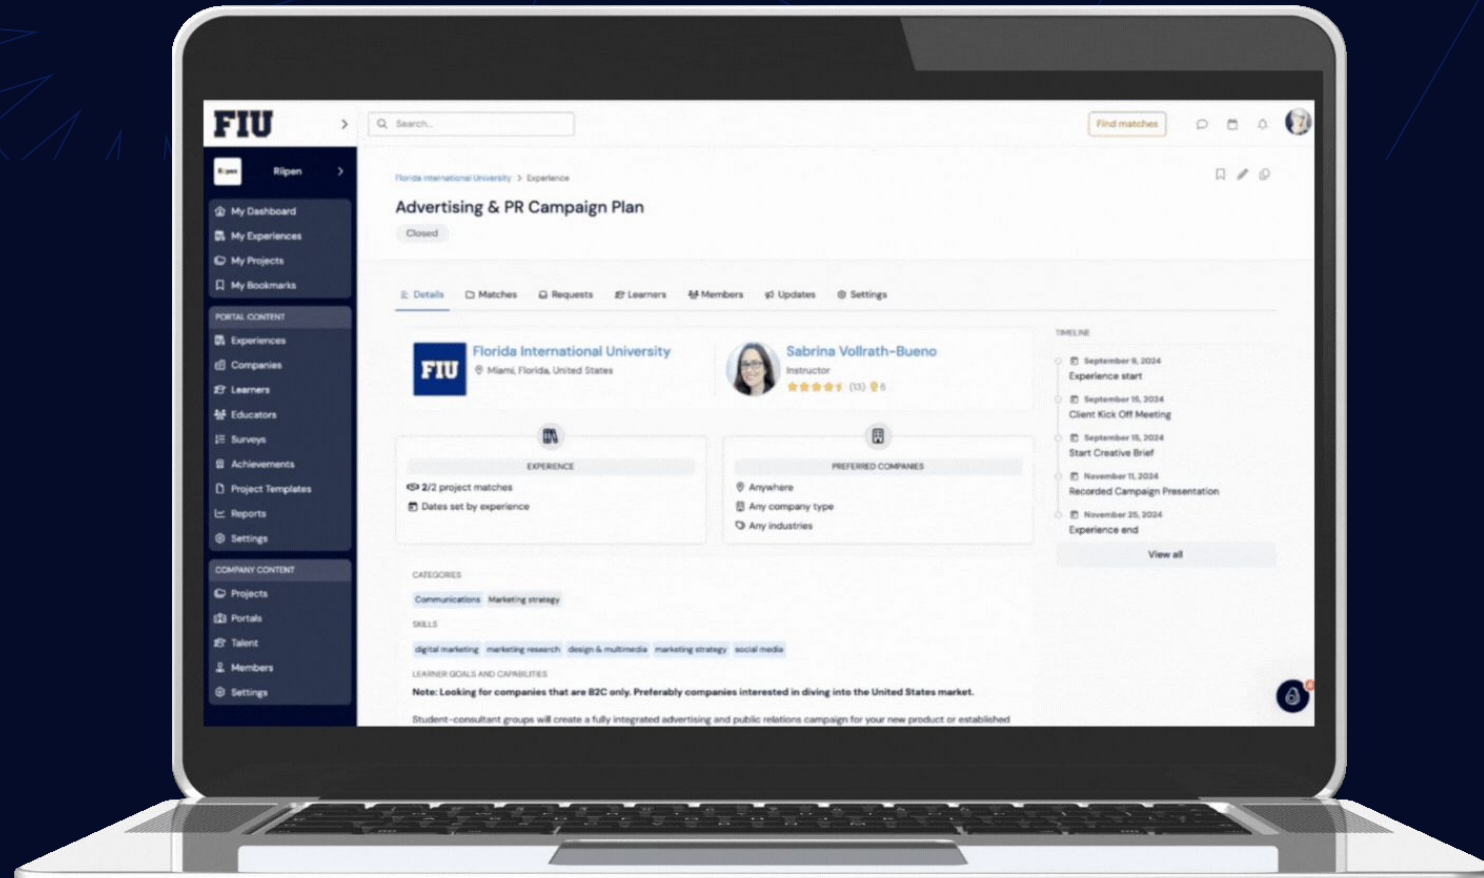 FIU
Search...
Find matches
Riipen
Riipen
My Dashboard
My Experiences
My Projects
My Bookmarks
PORTAL CONTENT
Experiences
Companies
Learners
Educators
Surveys
Achievements
Project Templates
Reports
Settings
COMPANY CONTENT
Projects
Portals
Talent
Members
Settings
Florida International University > Experience
Advertising & PR Campaign Plan
Closed
Details Matches Requests Learners Members Updates Settings
FIU
Florida International University
Miami, Florida, United States
Sabrina Vollrath-Bueno
Instructor
(13) 6
EXPERIENCE
2/2 project matches
Dates set by experience
PREFERRED COMPANIES
Anywhere
Any company type
Any industries
CATEGORIES
Communications Marketing strategy
SKILLS
digital marketing marketing research design & multimedia marketing strategy social media
LEARNER GOALS AND CAPABILITIES
Note: Looking for companies that are B2C only. Preferably companies interested in diving into the United States market.
Student-consultant groups will create a fully integrated advertising and public relations campaign for your new product or established
TIMELINE
September 9, 2024
Experience start
September 15, 2024
Client Kick Off Meeting
September 15, 2024
Start Creative Brief
November 11, 2024
Recorded Campaign Presentation
November 25, 2024
Experience end
View all